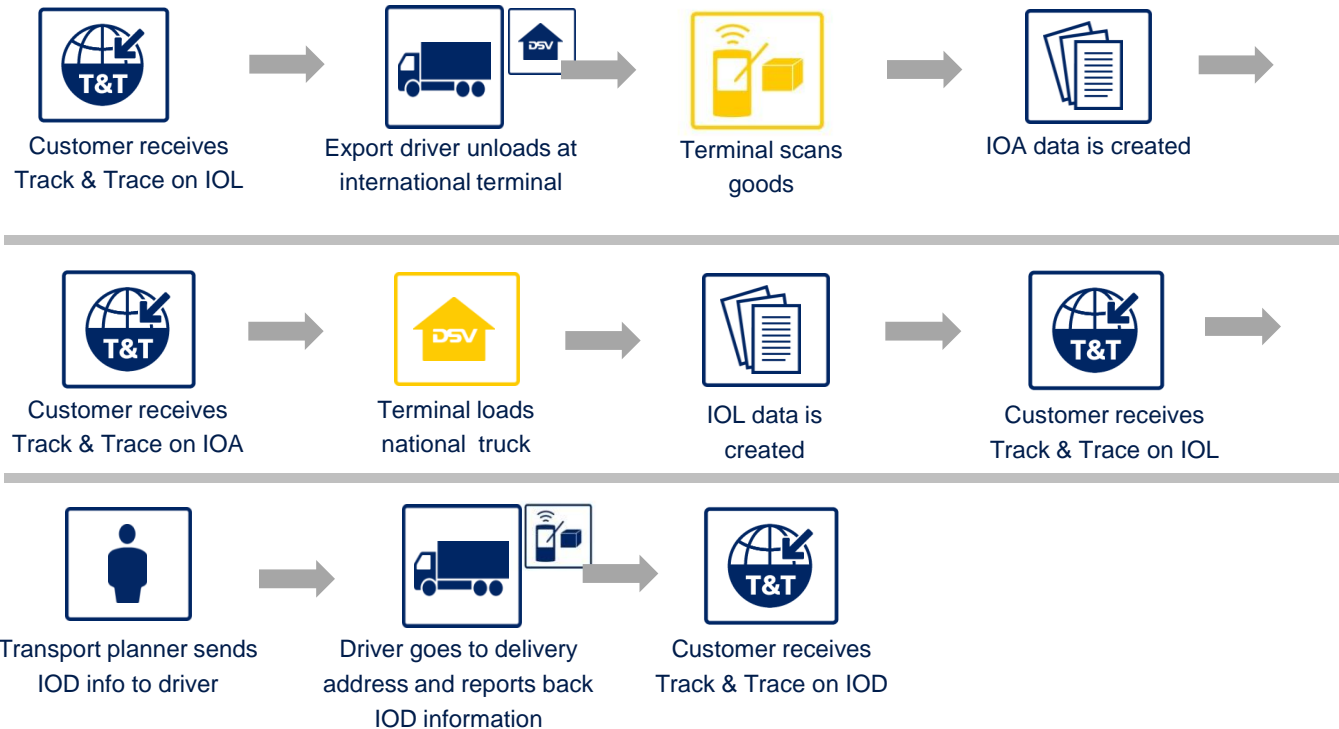 T&T
DSV
Customer receives
Track & Trace on IOL
Export driver unloads at
international terminal
Terminal scans
goods
IOA data is created
T&T
DSV
T&T
Customer receives
Track & Trace on IOA
Terminal loads
national truck
IOL data is
created
Customer receives
Track & Trace on IOL
T&T
Transport planner sends
IOD info to driver
Driver goes to delivery
address and reports back
IOD information
Customer receives
Track & Trace on IOD